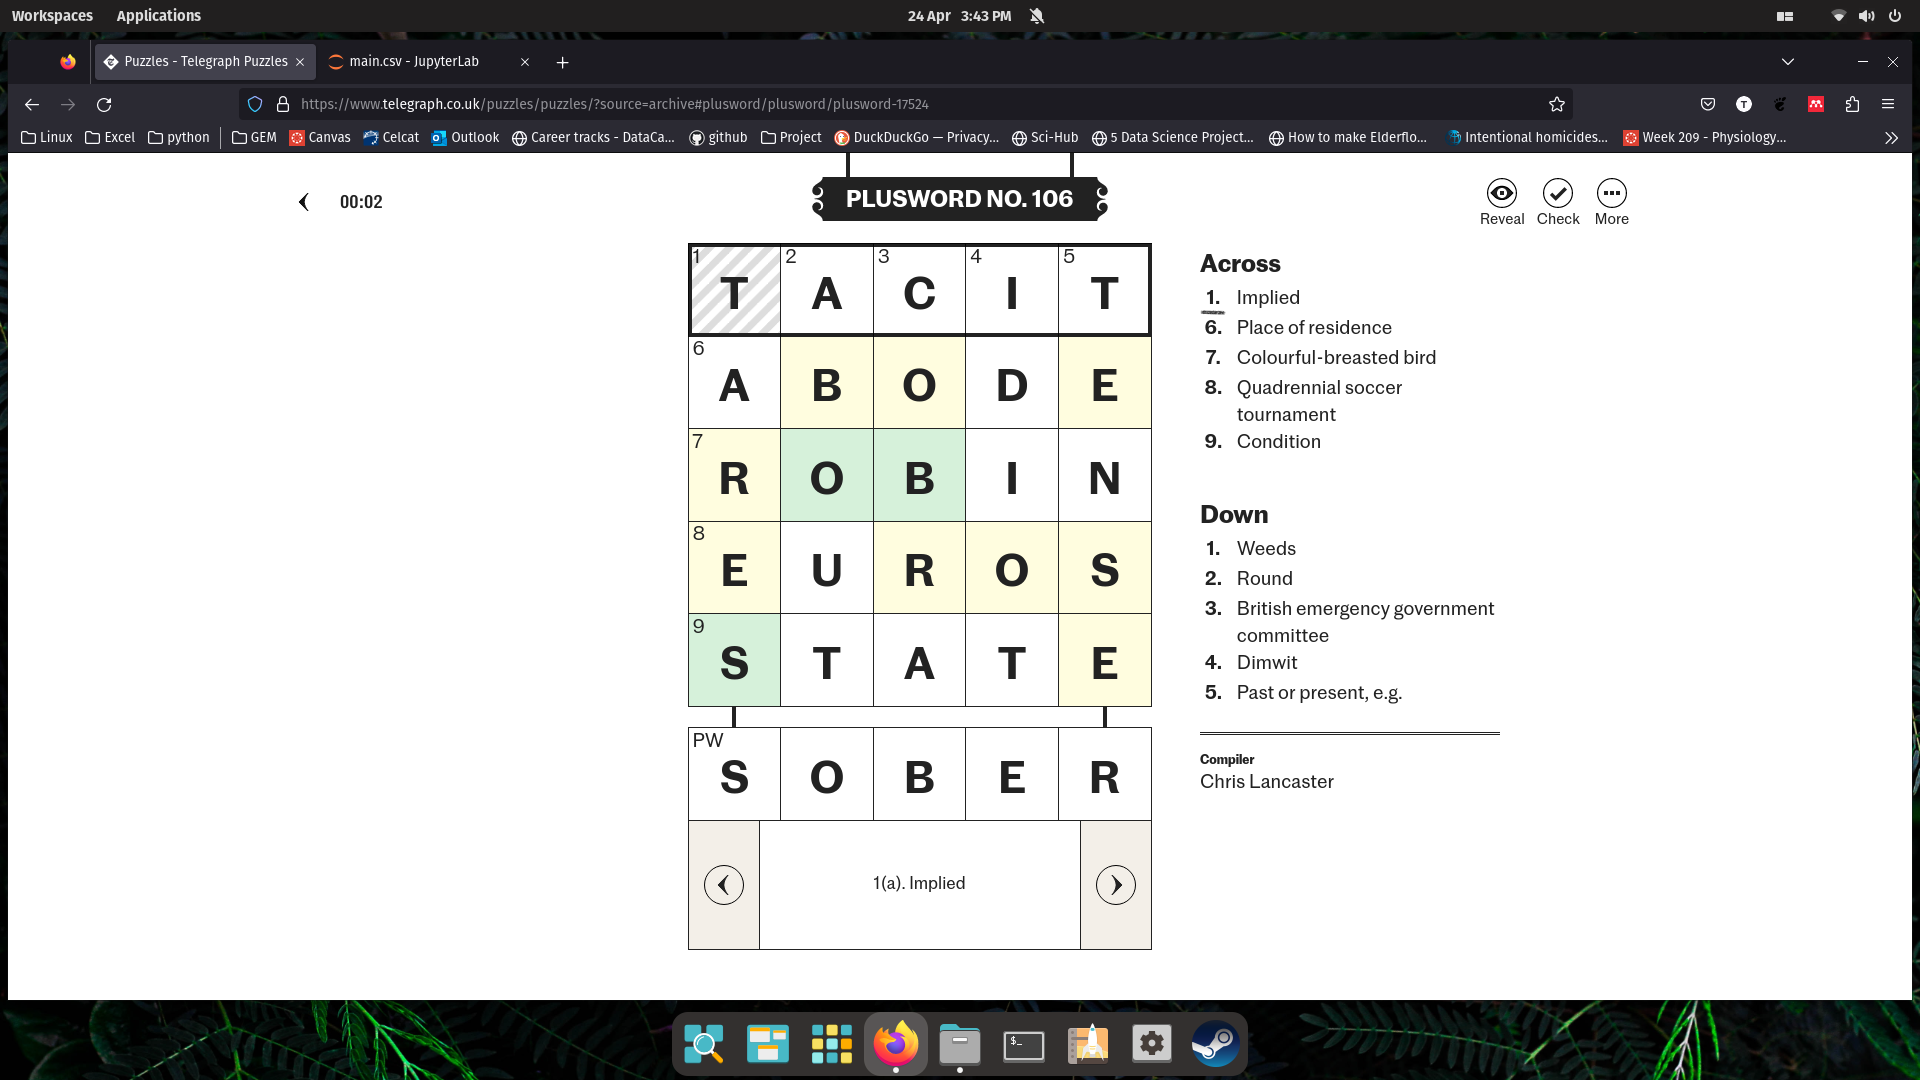 Workspaces Applications 24 Apr 3:43 PM
Puzzles - Telegraph Puzzles main.csv - JupyterLab
https://www.telegraph.co.uk/puzzles/puzzles/?source=archive#plusword/plusword/plusword-17524
Linux Excel python GEM Canvas Celcat Outlook Career tracks - DataCa... github Project DuckDuckGo — Privacy... Sci-Hub 5 Data Science Project... How to make Elderflo... Intentional homicides... Week 209 - Physiology...
00:02
PLUSWORD NO. 106
Reveal Check More
1 T 2 A 3 C 4 I 5 T
6 A B O D E
7 R O B I N
8 E U R O S
9 S T A T E
PW S O B E R
1(a). Implied
Across
1. Implied
6. Place of residence
7. Colourful-breasted bird
8. Quadrennial soccer
tournament
9. Condition
Down
1. Weeds
2. Round
3. British emergency government
committee
4. Dimwit
5. Past or present, e.g.
Compiler
Chris Lancaster